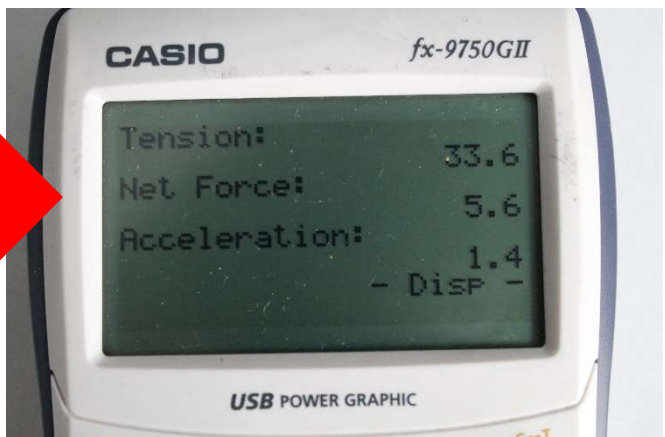 CASIO fx-9750GII
Tension:
33.6
Net Force:
5.6
Acceleration:
1.4
- Disp -
USB POWER GRAPHIC